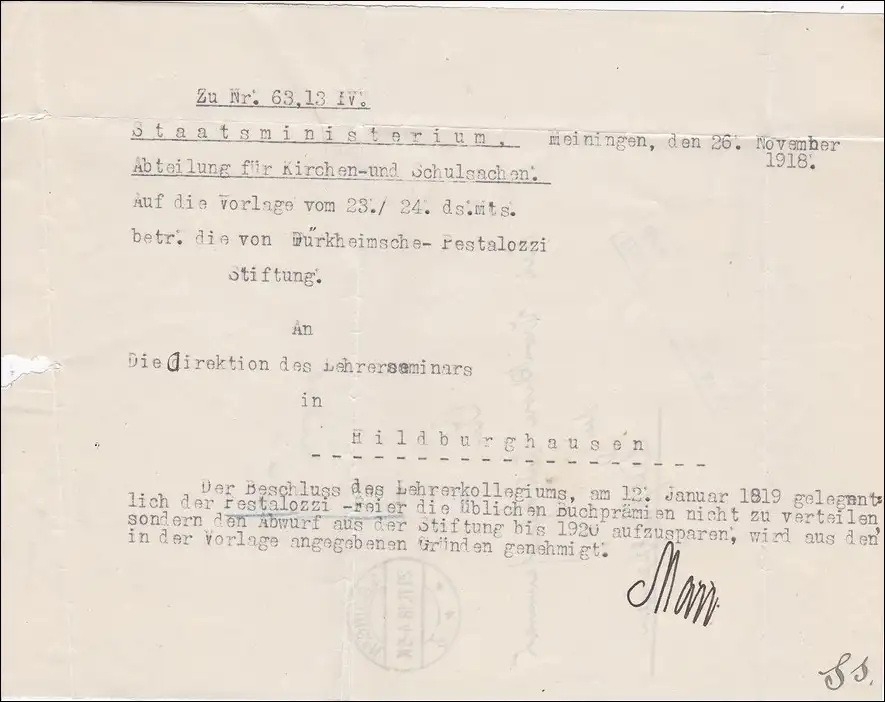 Zu Nr. 63,13 IV.
Staatsministerium, Meiningen, den 26. November
1918.
Abteilung für Kirchen-und Schulsachen.
Auf die Vorlage vom 23./ 24. ds.Mts.
betr. die von Türkheimsche- Pestalozzi
Stiftung.
An
Die Direktion des Lehrerseminars
in
Hildburghausen
Der Beschluss des Lehrerkollegiums, am 12. Januar 1819 gelegent=
lich der Pestalozzi -Feier die üblichen Buchprämien nicht zu verteilen,
sondern den Abwurf aus der Stiftung bis 1920 aufzusparen, wird aus den
in der Vorlage angegebenen Gründen genehmigt.